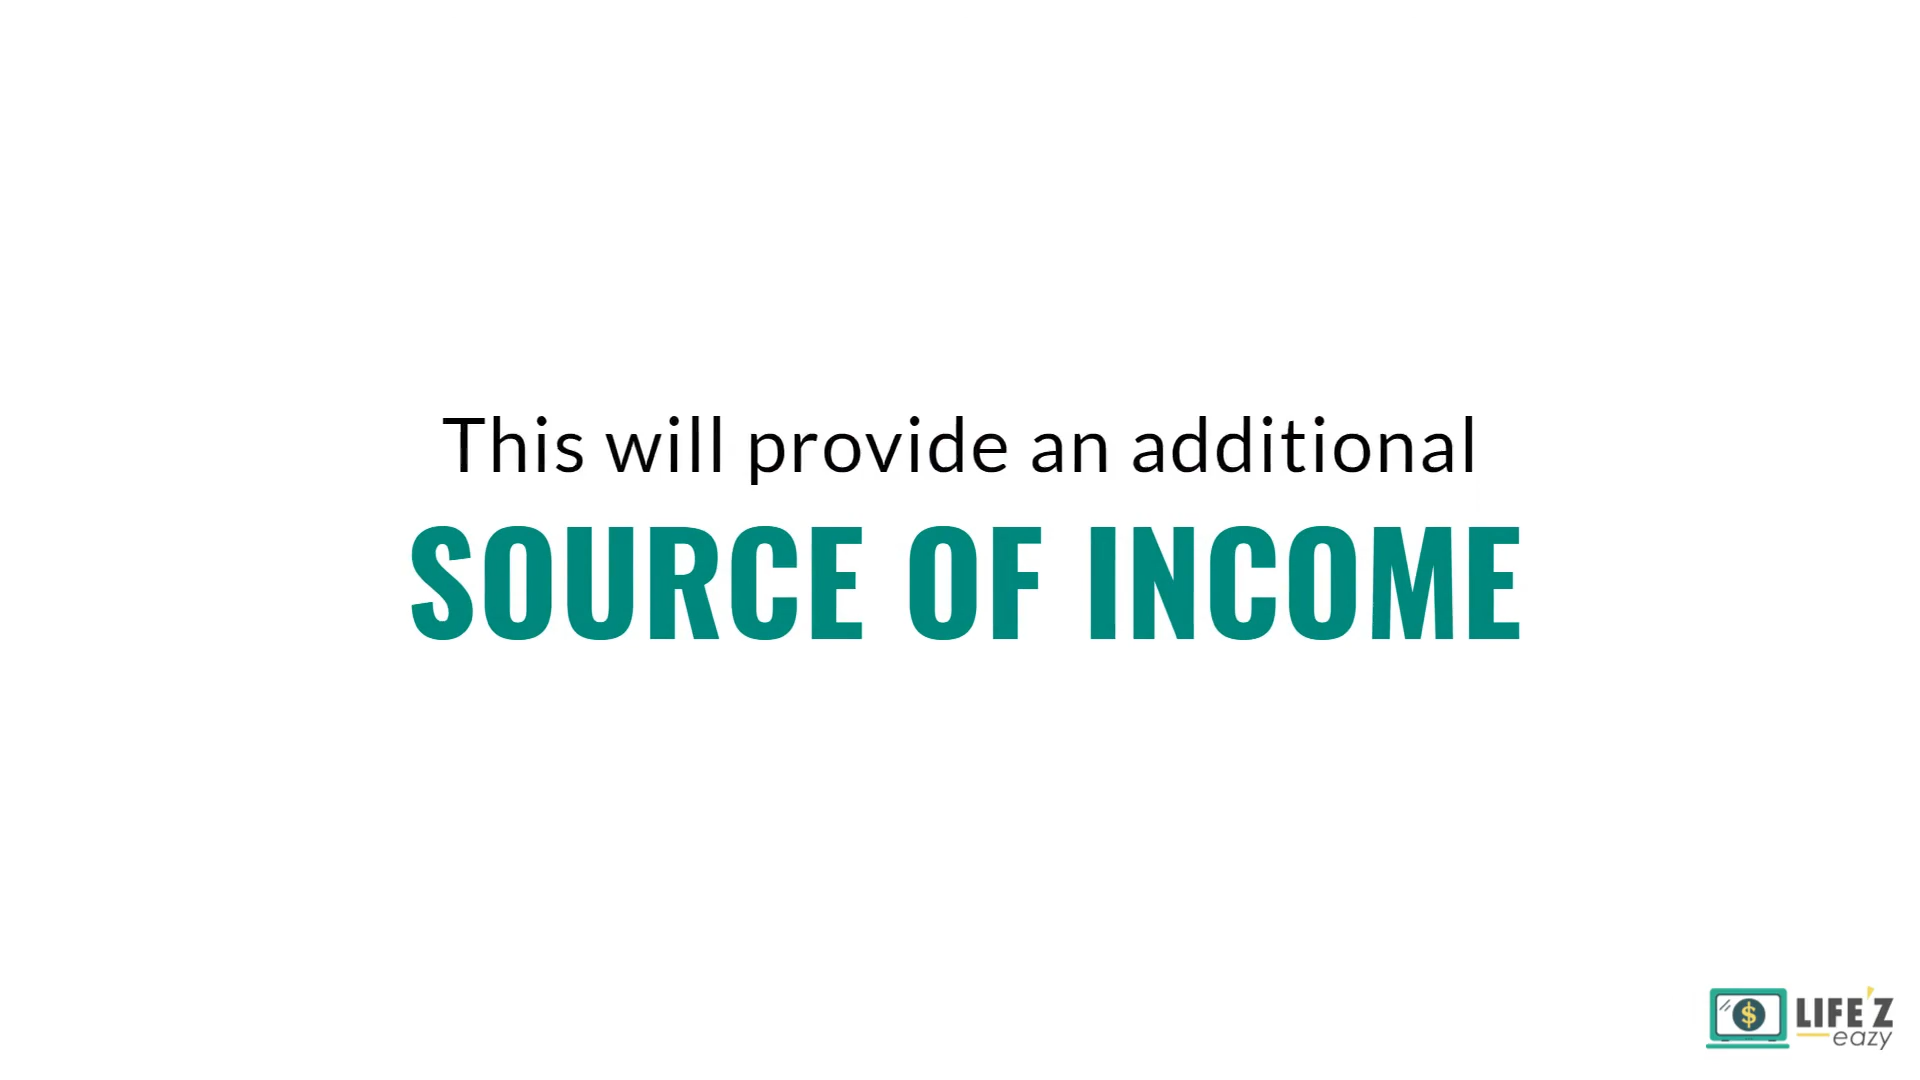 This will provide an additional
SOURCE OF INCOME
$
LIFE'Z
eazy